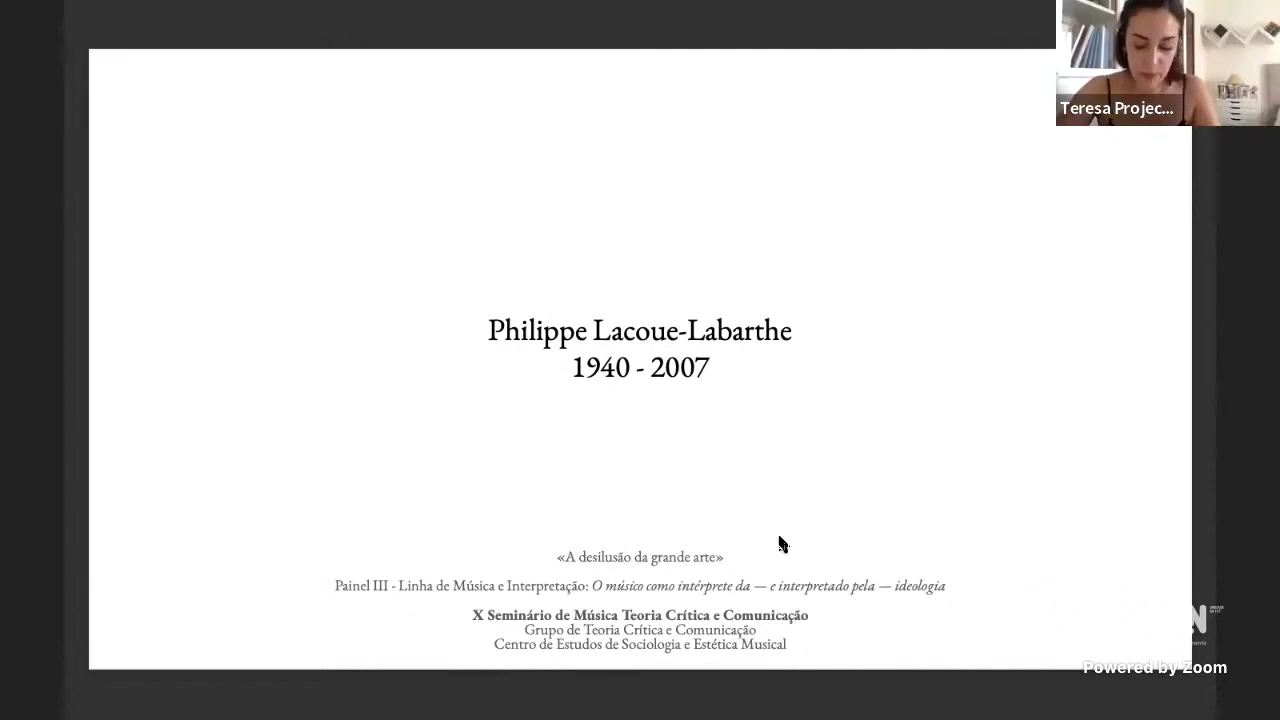 Teresa Projec...
Philippe Lacoue-Labarthe
1940 - 2007
«A desilusão da grande arte»
Painel III - Linha de Música e Interpretação: O músico como intérprete da — e interpretado pela — ideologia
X Seminário de Música Teoria Crítica e Comunicação
Grupo de Teoria Crítica e Comunicação
Centro de Estudos de Sociologia e Estética Musical
N
Powered by Zoom